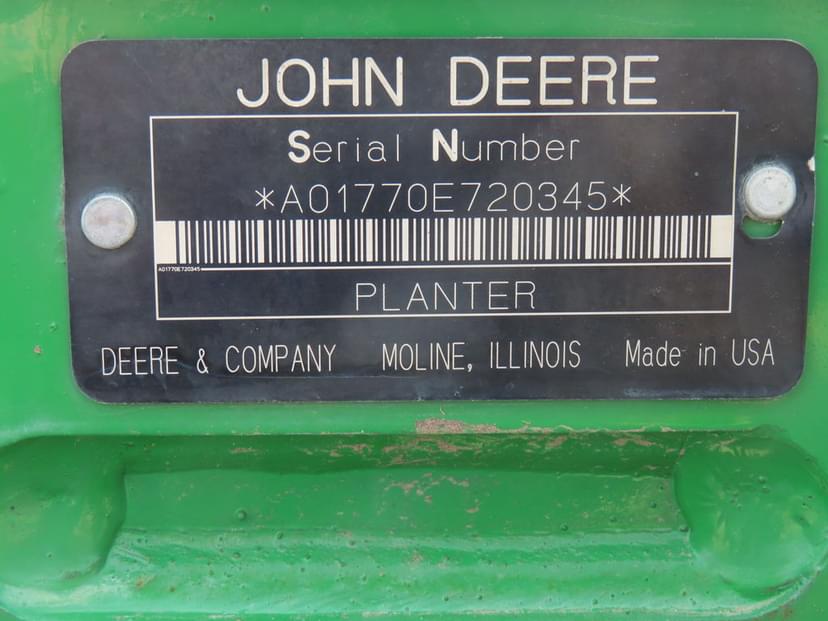 JOHN DEERE
Serial Number
*A01770E720345*
A01770E720345
PLANTER
DEERE & COMPANY MOLINE, ILLINOIS Made in USA